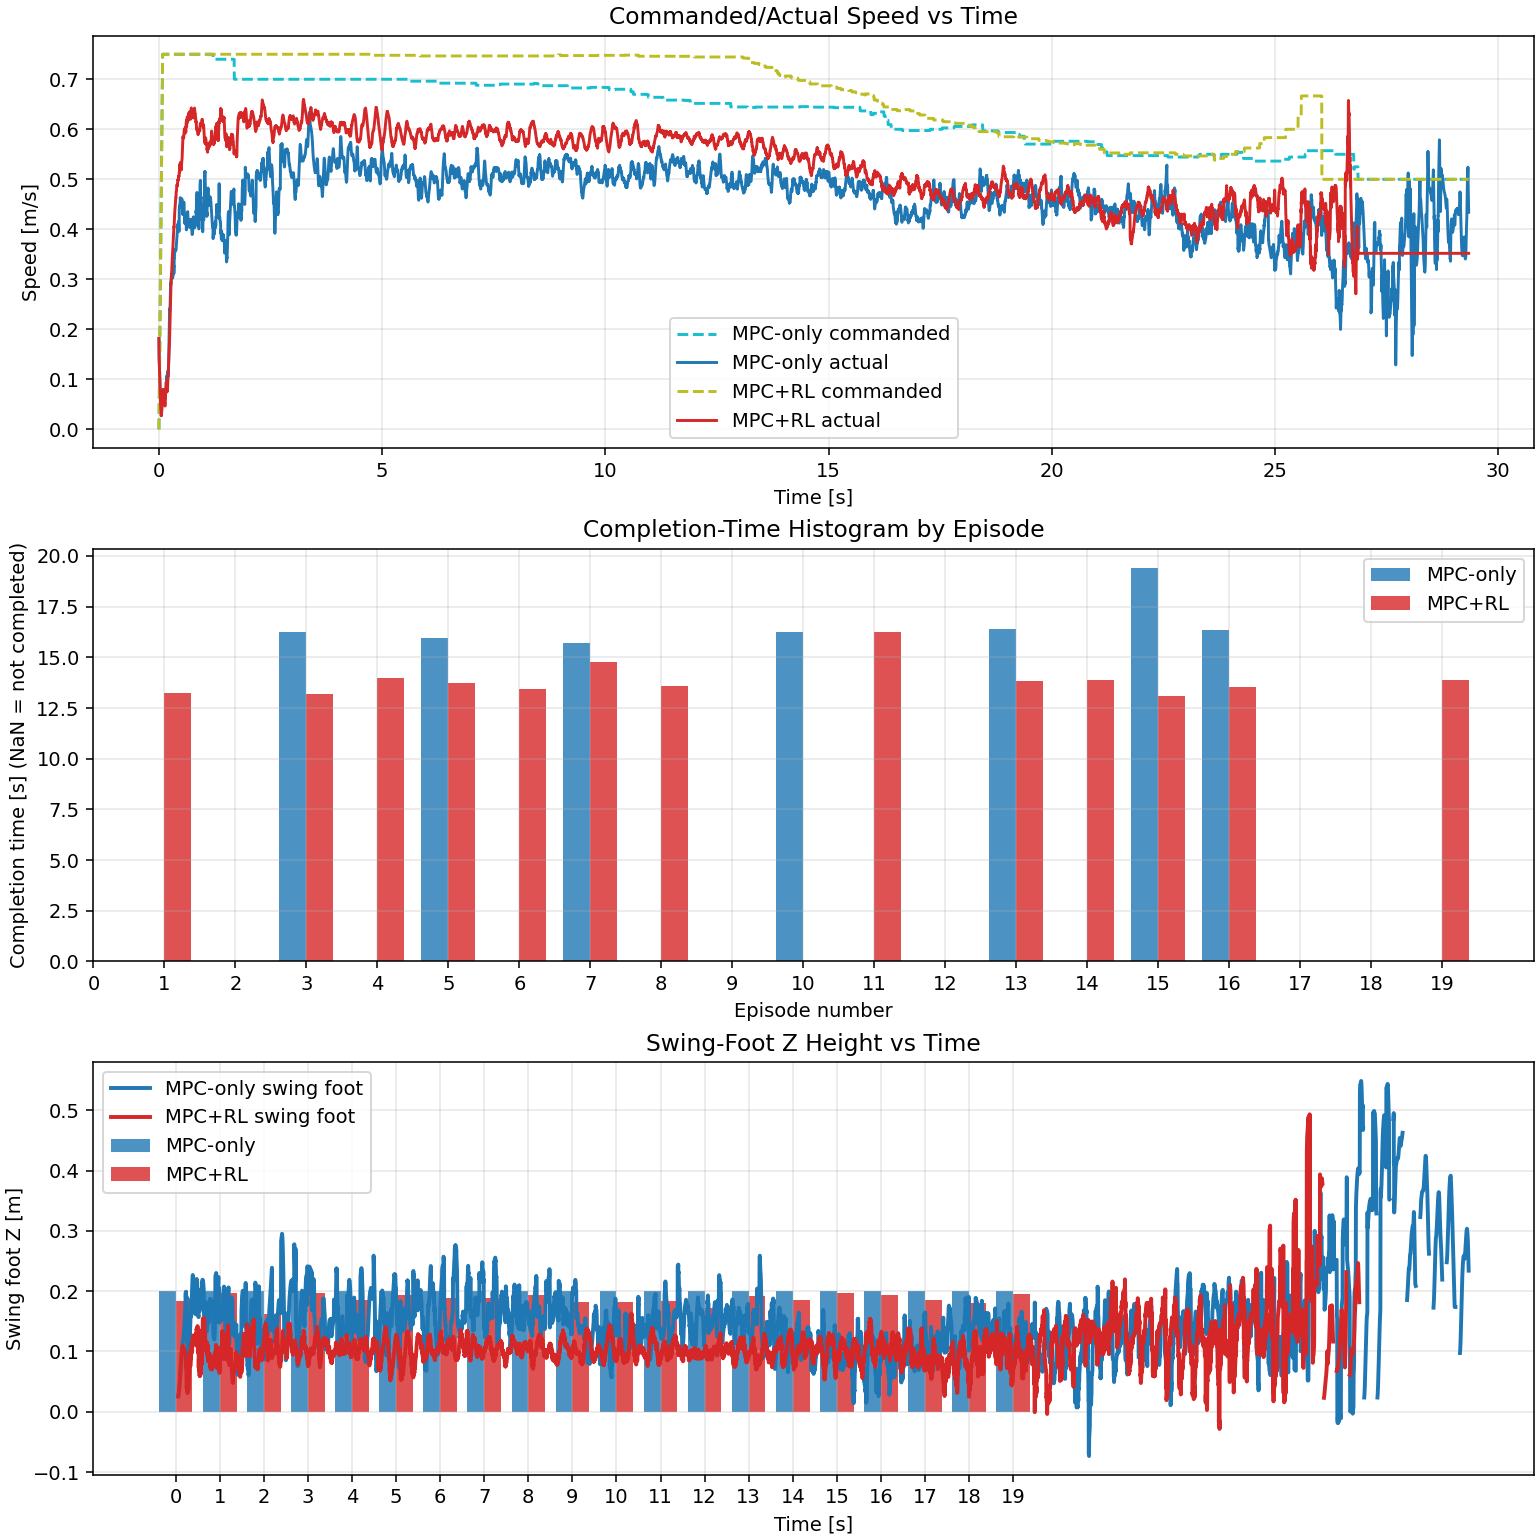 Commanded/Actual Speed vs Time
Speed [m/s]
0.7
0.6
0.5
0.4
0.3
0.2
0.1
0.0
MPC-only commanded
MPC-only actual
MPC+RL commanded
MPC+RL actual
0 5 10 15 20 25 30
Time [s]
Completion-Time Histogram by Episode
Completion time [s] (NaN = not completed)
20.0
17.5
15.0
12.5
10.0
7.5
5.0
2.5
0.0
MPC-only
MPC+RL
0 1 2 3 4 5 6 7 8 9 10 11 12 13 14 15 16 17 18 19
Episode number
Swing-Foot Z Height vs Time
Swing foot Z [m]
0.5
0.4
0.3
0.2
0.1
0.0
−0.1
MPC-only swing foot
MPC+RL swing foot
MPC-only
MPC+RL
0 1 2 3 4 5 6 7 8 9 10 11 12 13 14 15 16 17 18 19
Time [s]